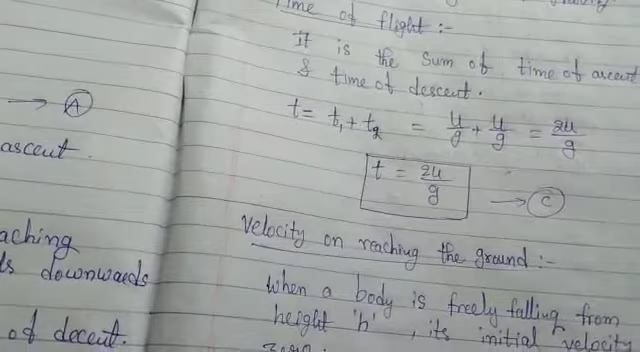 → A
ascent.
aching
ds downwards
of decent.
Time of flight :-
It is the sum of time of ascent
& time of descent.
t = t₁ + t₂ = u/g + u/g = 2u/g
t = 2u/g → C
Velocity on reaching the ground :-
When a body is freely falling from
height 'h', its initial velocity
zero.